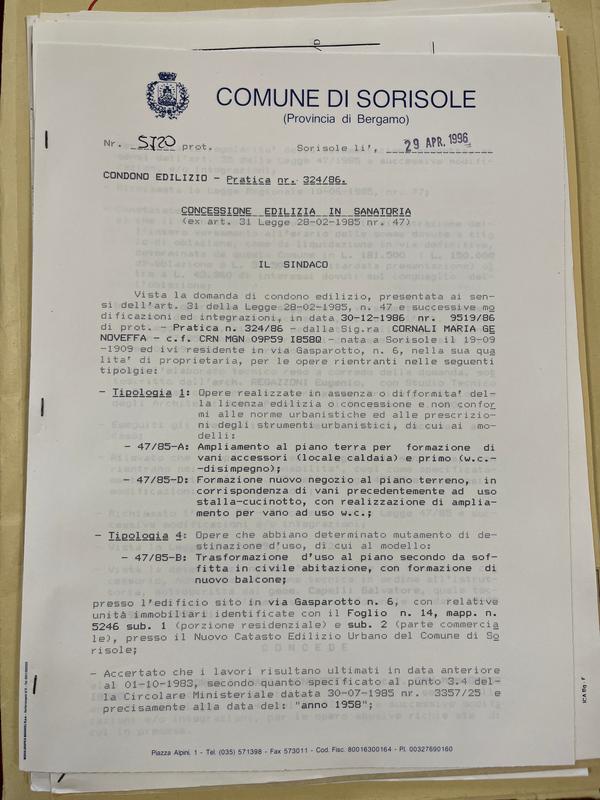 COMUNE DI SORISOLE
(Provincia di Bergamo)
Nr. 5720 prot. Sorisole li', 29 APR. 1996
CONDONO EDILIZIO - Pratica nr. 324/86.
CONCESSIONE EDILIZIA IN SANATORIA
(ex art. 31 Legge 28-02-1985 nr. 47)
IL SINDACO
Vista la domanda di condono edilizio, presentata ai sen-
si dell'art. 31 della Legge 28-02-1985, n. 47 e successive mo
dificazioni ed integrazioni, in data 30-12-1986 nr. 9519/86
di prot. - Pratica n. 324/86 - dalla Sig.ra CORNALI MARIA GE
NOVEFFA - c.f. CRN MGN 09P59 I858Q - nata a Sorisole il 19-09
-1909 ed ivi residente in via Gasparotto, n. 6, nella sua qua
lita' di proprietaria, per le opere rientranti nelle seguenti
tipolgie:
- Tipologia 1: Opere realizzate in assenza o difformita' del-
la licenza edilizia o concessione e non confor
mi alle norme urbanistiche ed alle prescrizio-
ni degli strumenti urbanistici, di cui ai mo-
delli:
- 47/85-A: Ampliamento al piano terra per formazione di
vani accessori (locale caldaia) e primo (w.c.-
-disimpegno);
- 47/85-D: Formazione nuovo negozio al piano terreno, in
corrispondenza di vani precedentemente ad uso
stalla-cucinotto, con realizzazione di amplia-
mento per vano ad uso w.c.;
- Tipologia 4: Opere che abbiano determinato mutamento di de-
stinazione d'uso, di cui al modello:
- 47/85-B: Trasformazione d'uso al piano secondo da sof-
fitta in civile abitazione, con formazione di
nuovo balcone;
presso l'edificio sito in via Gasparotto n. 6, con relative
unità immobiliari identificate con il Foglio n. 14, mapp. n.
5246 sub. 1 (porzione residenziale) e sub. 2 (parte commercia
le), presso il Nuovo Catasto Edilizio Urbano del Comune di So
risole;
- Accertato che i lavori risultano ultimati in data anteriore
al 01-10-1983, secondo quanto specificato al punto 3.4 del-
la Circolare Ministeriale datata 30-07-1985 nr. 3357/25 e
precisamente alla data del: "anno 1958";
Piazza Alpini, 1 - Tel. (035) 571398 - Fax 573011 - Cod. Fisc. 80016300164 - P.I. 00327690160